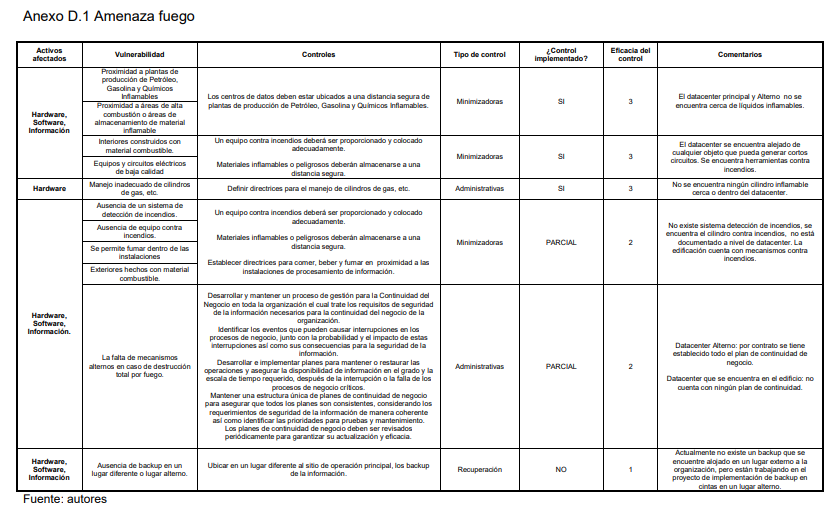 Anexo D.1 Amenaza fuego
Activos
afectados
Vulnerabilidad
Controles
Tipo de control
¿Control
implementado?
Eficacia del
control
Comentarios
Hardware,
Software,
Información
Proximidad a plantas de
producción de Petróleo,
Gasolina y Químicos
Inflamables
Proximidad a áreas de alta
combustión o áreas de
almacenamiento de material
inflamable
Los centros de datos deben estar ubicados a una distancia segura de
plantas de producción de Petróleo, Gasolina y Químicos Inflamables.
Minimizadoras
SI
3
El datacenter principal y Alterno no se
encuentra cerca de líquidos inflamables.
Interiores construidos con
material combustible.
Equipos y circuitos eléctricos
de baja calidad
Un equipo contra incendios deberá ser proporcionado y colocado
adecuadamente.
Materiales inflamables o peligrosos deberán almacenarse a una
distancia segura.
Minimizadoras
SI
3
El datacenter se encuentra alejado de
cualquier objeto que pueda generar cortos
circuitos. Se encuentra herramientas contra
incendios.
Hardware
Manejo inadecuado de cilindros
de gas, etc.
Definir directrices para el manejo de cilindros de gas, etc.
Administrativas
SI
3
No se encuentra ningún cilindro inflamable
cerca o dentro del datacenter.
Hardware,
Software,
Información.
Ausencia de un sistema de
detección de incendios.
Ausencia de equipo contra
incendios.
Se permite fumar dentro de las
instalaciones
Exteriores hechos con material
combustible.
Un equipo contra incendios deberá ser proporcionado y colocado
adecuadamente.
Materiales inflamables o peligrosos deberán almacenarse a una
distancia segura.
Establecer directrices para comer, beber y fumar en proximidad a las
instalaciones de procesamiento de información.
Minimizadoras
PARCIAL
2
No existe sistema detección de incendios, se
encuentra el cilindro contra incendios, no está
documentado a nivel de datacenter. La
edificación cuenta con mecanismos contra
incendios.
La falta de mecanismos
alternos en caso de destrucción
total por fuego.
Desarrollar y mantener un proceso de gestión para la Continuidad del
Negocio en toda la organización el cual trate los requisitos de seguridad
de la información necesarios para la continuidad del negocio de la
organización.
Identificar los eventos que pueden causar interrupciones en los
procesos de negocio, junto con la probabilidad y el impacto de estas
interrupciones así como sus consecuencias para la seguridad de la
información.
Desarrollar e implementar planes para mantener o restaurar las
operaciones y asegurar la disponibilidad de información en el grado y la
escala de tiempo requerido, después de la interrupción o la falla de los
procesos de negocio críticos.
Mantener una estructura única de planes de continuidad de negocio
para asegurar que todos los planes son consistentes, considerando los
requerimientos de seguridad de la información de manera coherente
así como identificar las prioridades para pruebas y mantenimiento.
Los planes de continuidad de negocio deben ser revisados
periódicamente para garantizar su actualización y eficacia.
Administrativas
PARCIAL
2
Datacenter Alterno: por contrato se tiene
establecido todo el plan de continuidad de
negocio.
Datacenter que se encuentra en el edificio: no
cuenta con ningún plan de continuidad.
Hardware,
Software,
Información
Ausencia de backup en un
lugar diferente o lugar alterno.
Ubicar en un lugar diferente al sitio de operación principal, los backup
de la información.
Recuperación
NO
1
Actualmente no existe un backup que se
encuentre alojado en un lugar externo a la
organización, pero están trabajando en el
proyecto de implementación de backup en
cintas en un lugar alterno.
Fuente: autores